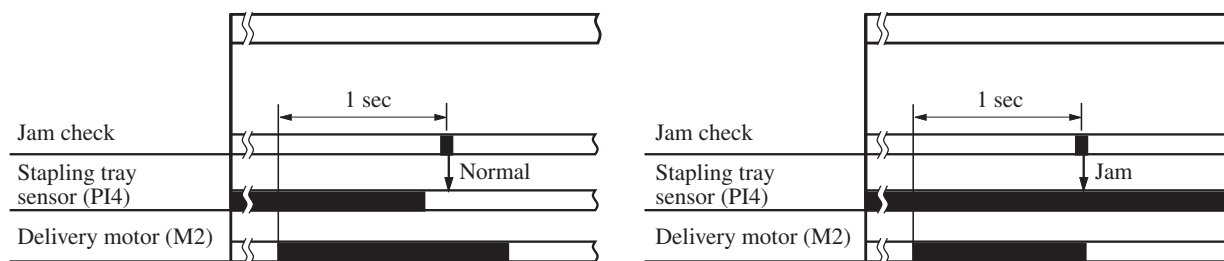 1 sec
Jam check
Normal
Stapling tray
sensor (PI4)
Delivery motor (M2)
1 sec
Jam check
Jam
Stapling tray
sensor (PI4)
Delivery motor (M2)